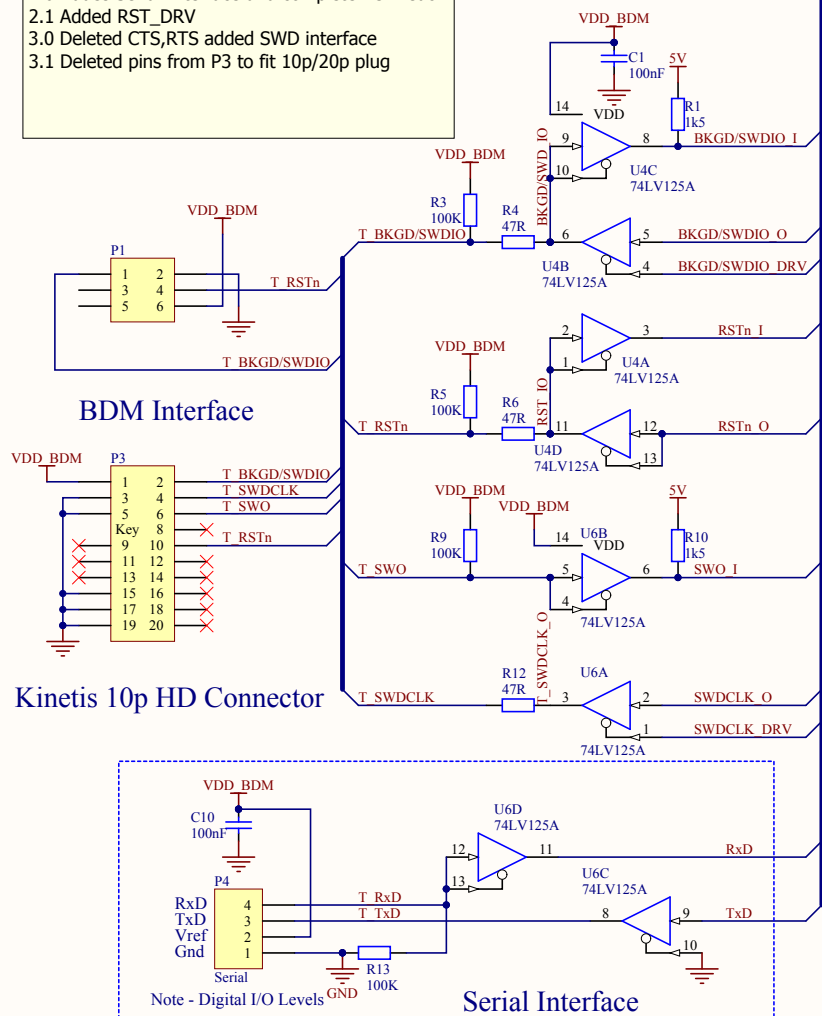 2.1 Added RST_DRV
3.0 Deleted CTS,RTS added SWD interface
3.1 Deleted pins from P3 to fit 10p/20p plug
VDD_BDM
C1
100nF
5V
R1
1k5
14
VDD
9
8
10
U4C
74LV125A
BKGD/SWDIO_I
BKGD/SWD_IO
VDD_BDM
R3
100K
R4
47R
T_BKGD/SWDIO
6
5
4
U4B
74LV125A
BKGD/SWDIO_O
BKGD/SWDIO_DRV
VDD_BDM
P1
1 2
3 4
5 6
T_RSTn
T_BKGD/SWDIO
BDM Interface
2
3
1
U4A
74LV125A
RSTn_I
RST_IO
VDD_BDM
R5
100K
R6
47R
T_RSTn
11
12
13
U4D
74LV125A
RSTn_O
VDD_BDM
P3
1 2
3 4
5 6
Key 8
9 10
11 12
13 14
15 16
17 18
19 20
T_BKGD/SWDIO
T_SWDCLK
T_SWO
T_RSTn
Kinetis 10p HD Connector
VDD_BDM
VDD_BDM
5V
R9
100K
14
VDD
U6B
R10
1k5
T_SWO
5
6
4
74LV125A
SWO_I
T_SWDCLK_O
R12
47R
T_SWDCLK
U6A
3
2
1
74LV125A
SWDCLK_O
SWDCLK_DRV
VDD_BDM
C10
100nF
U6D
74LV125A
12
11
13
RxD
U6C
74LV125A
8
9
10
TxD
P4
RxD 4
TxD 3
Vref 2
Gnd 1
T_RxD
T_TxD
Serial
GND
R13
100K
Note - Digital I/O Levels
Serial Interface